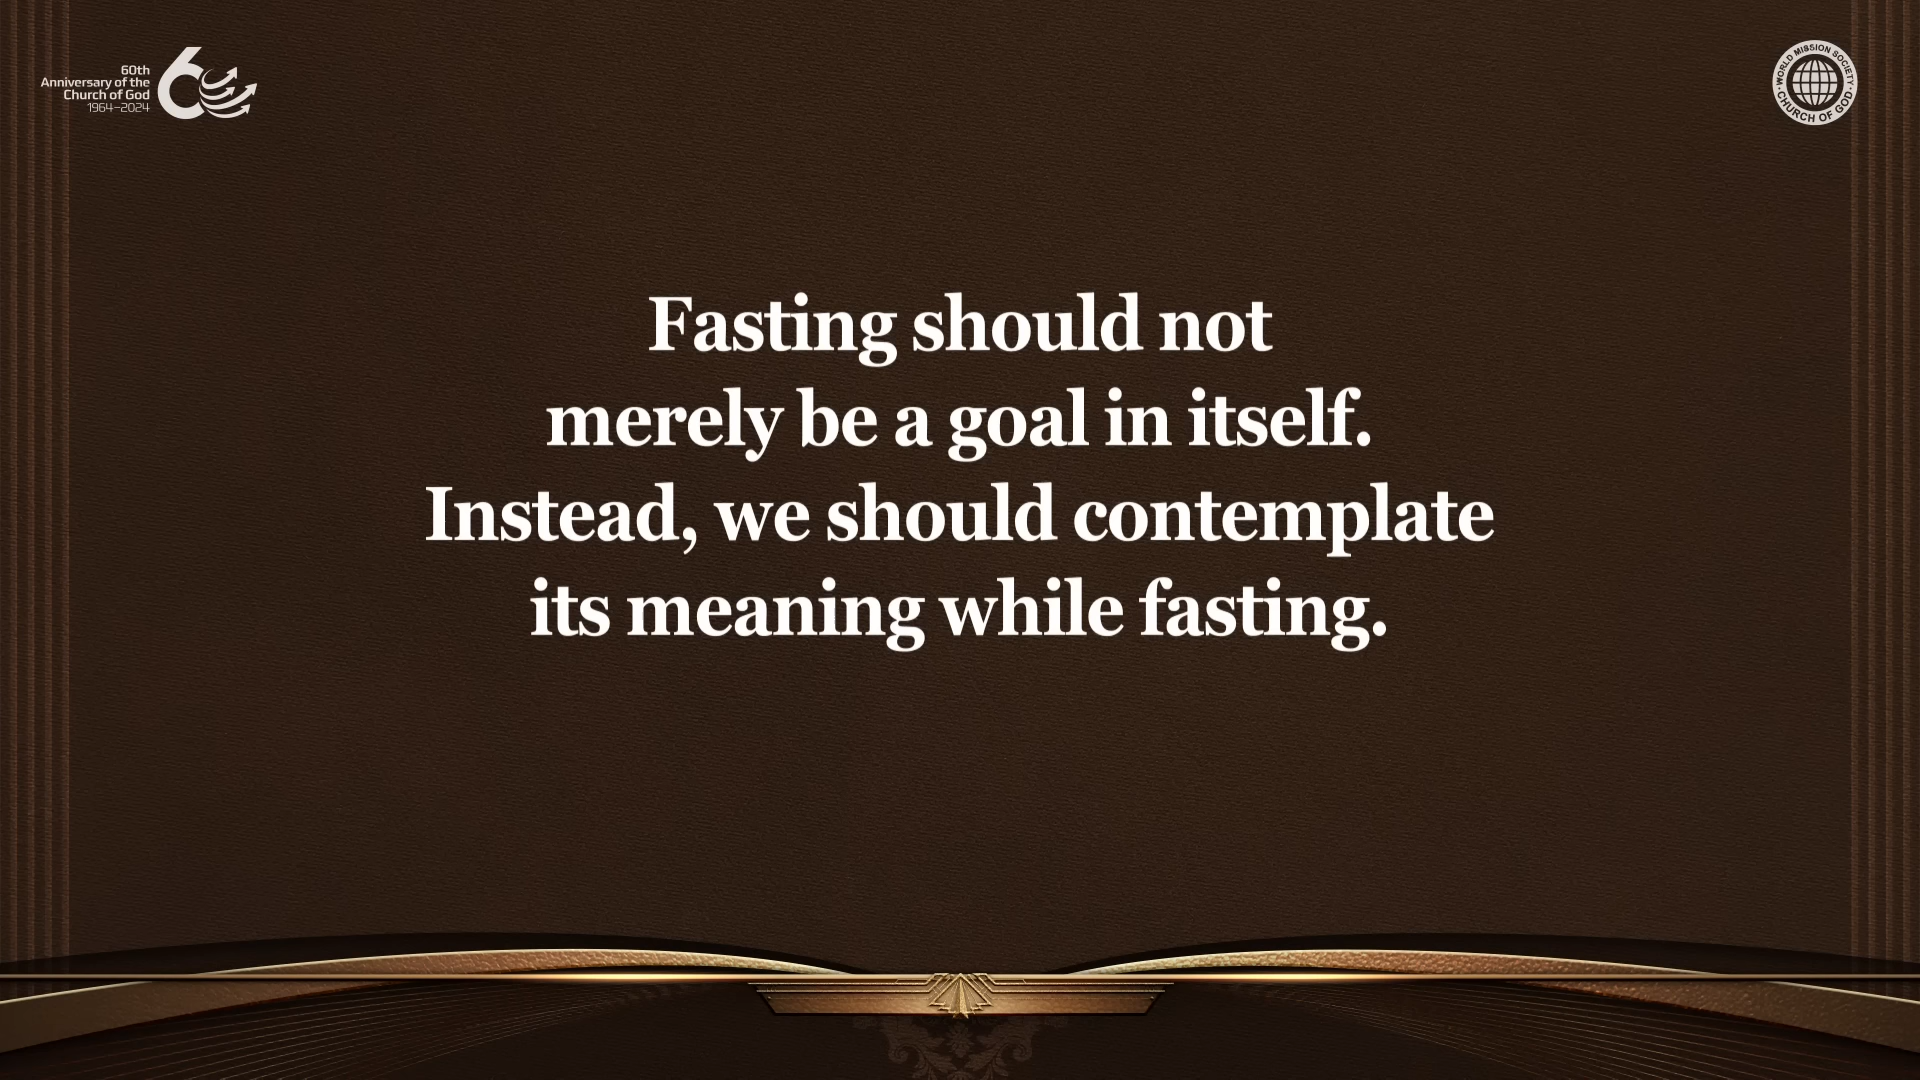 60th
Anniversary of the
Church of God
1964–2024
WORLD MISSION SOCIETY
CHURCH OF GOD
Fasting should not
merely be a goal in itself.
Instead, we should contemplate
its meaning while fasting.